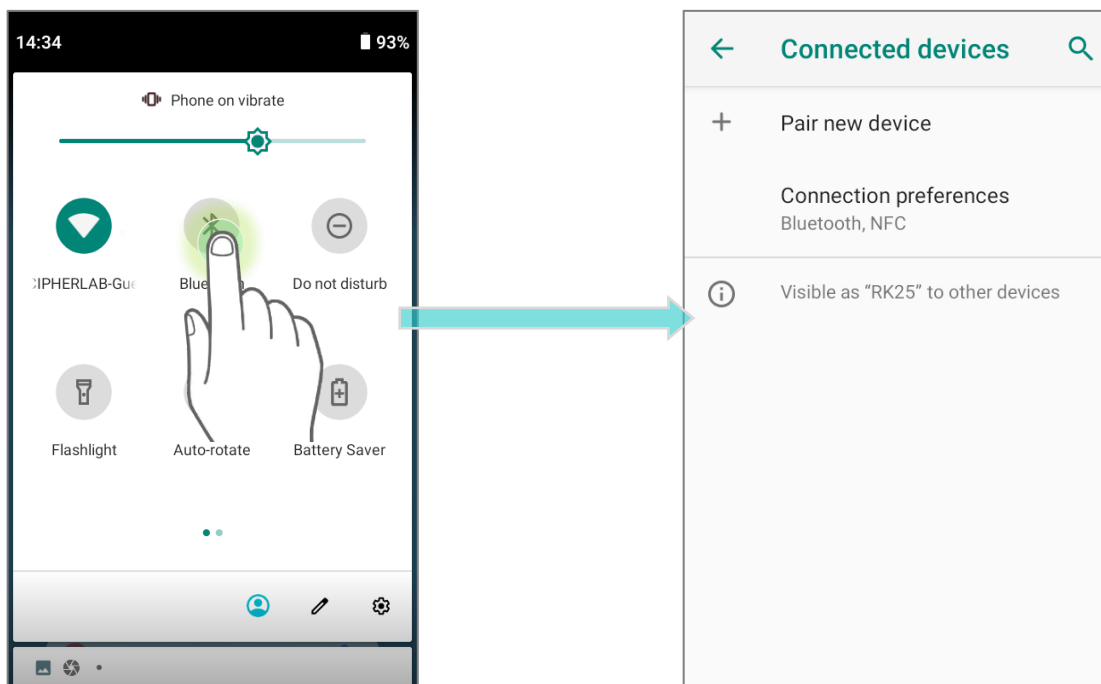 14:34
93%
Phone on vibrate
Do not disturb
Flashlight
Auto-rotate
Battery Saver
Connected devices
Pair new device
Connection preferences
Bluetooth, NFC
Visible as “RK25” to other devices